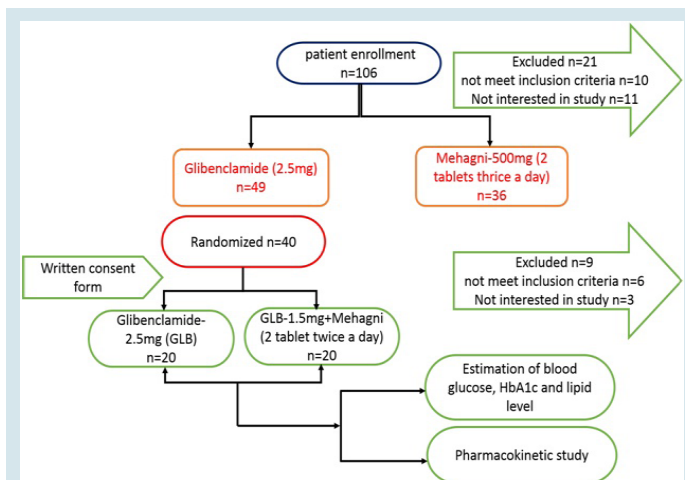 patient enrollment
n=106
Excluded n=21
not meet inclusion criteria n=10
Not interested in study n=11
Glibenclamide (2.5mg)
n=49
Mehagni-500mg (2
tablets thrice a day)
n=36
Randomized n=40
Written consent
form
Excluded n=9
not meet inclusion criteria n=6
Not interested in study n=3
Glibenclamide-
2.5mg (GLB)
n=20
GLB-1.5mg+Mehagni
(2 tablet twice a day)
n=20
Estimation of blood
glucose, HbA1c and lipid
level
Pharmacokinetic study